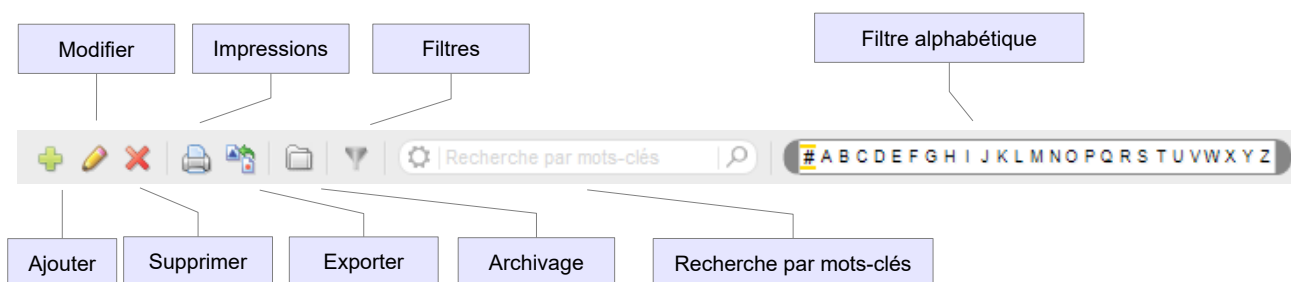 Modifier
Impressions
Filtres
Filtre alphabétique
Recherche par mots-clés
# A B C D E F G H I J K L M N O P Q R S T U V W X Y Z
Ajouter
Supprimer
Exporter
Archivage
Recherche par mots-clés